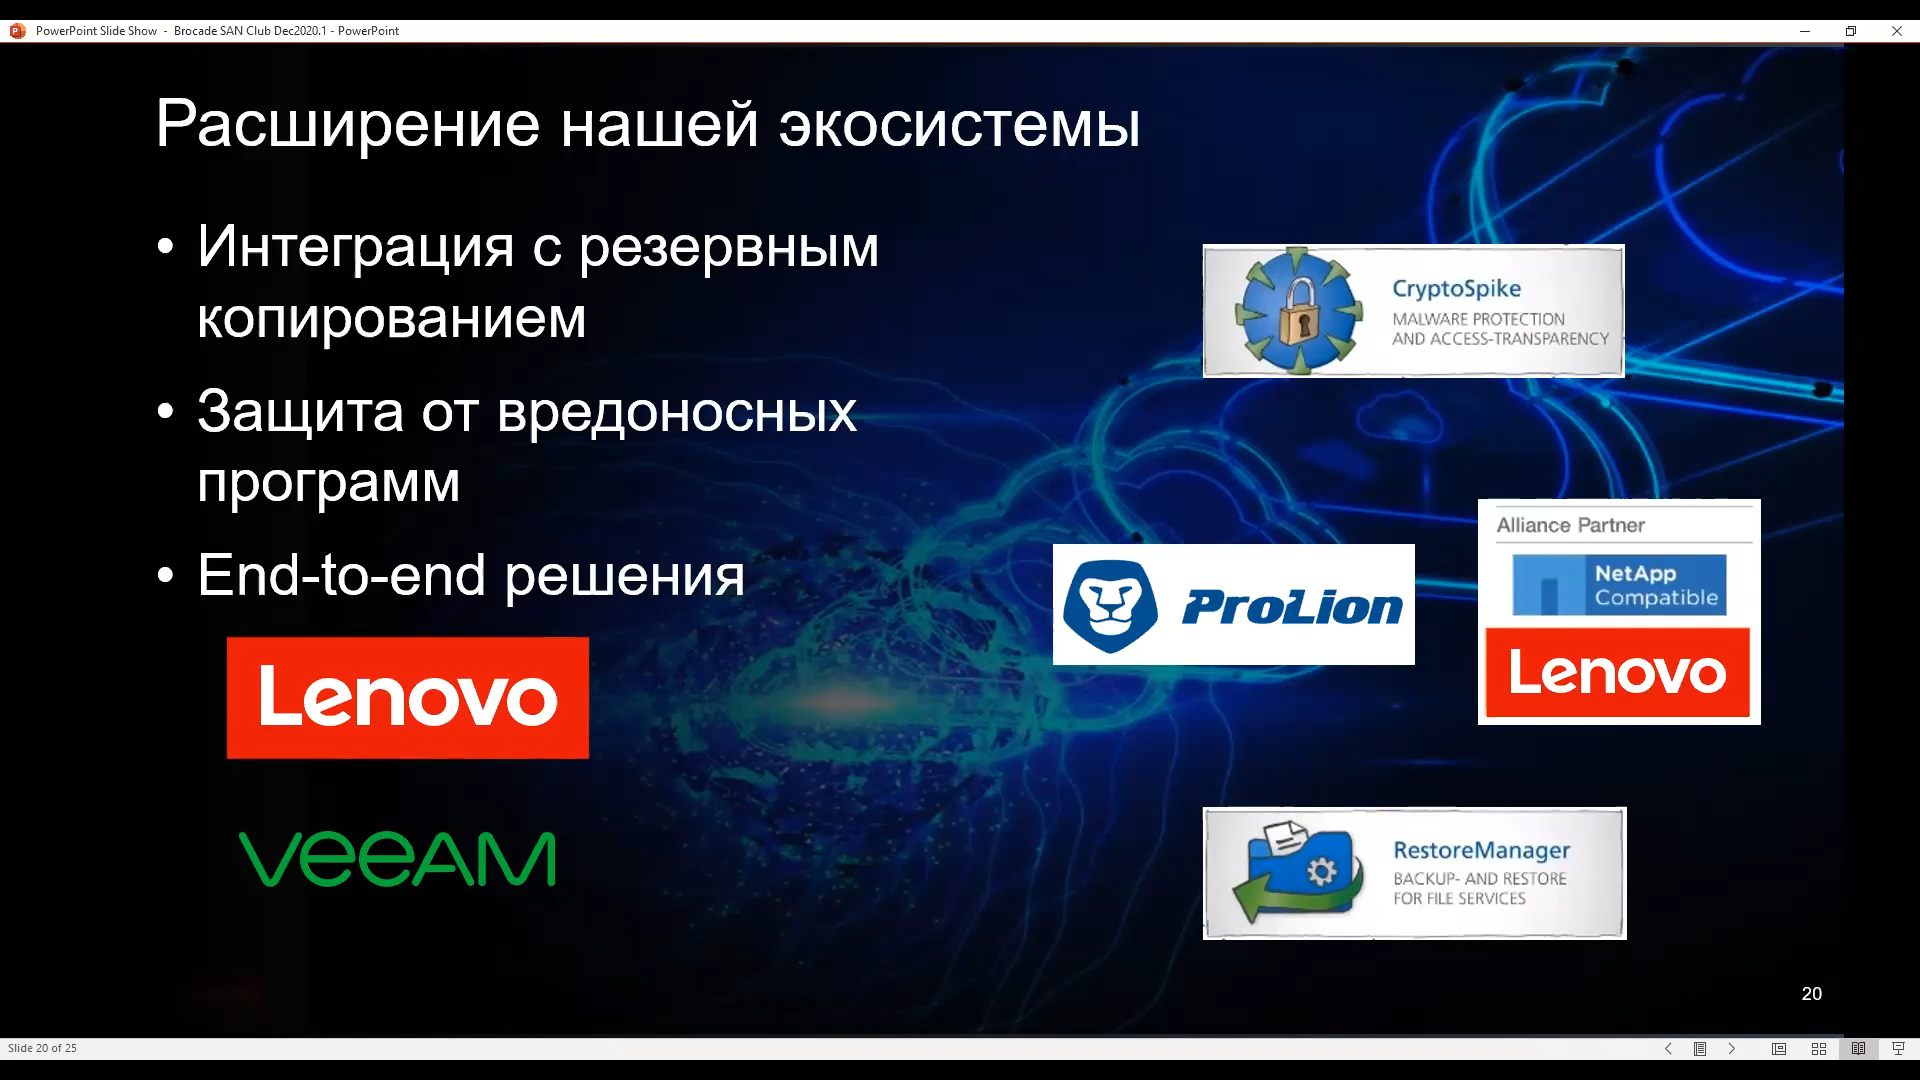 PowerPoint Slide Show - Brocade SAN Club Dec2020.1 - PowerPoint
Расширение нашей экосистемы
• Интеграция с резервным
копированием
• Защита от вредоносных
программ
• End-to-end решения
Lenovo
veeam
CryptoSpike
MALWARE PROTECTION
AND ACCESS-TRANSPARENCY
ProLion
Alliance Partner
NetApp
Compatible
Lenovo
RestoreManager
BACKUP- AND RESTORE
FOR FILE SERVICES
20
Slide 20 of 25